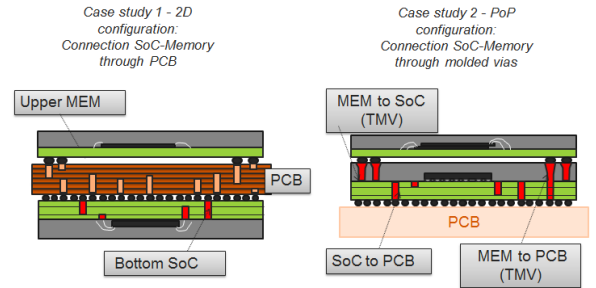 Case study 1 - 2D
configuration:
Connection SoC-Memory
through PCB
Upper MEM
PCB
Bottom SoC
Case study 2 - PoP
configuration:
Connection SoC-Memory
through molded vias
MEM to SoC
(TMV)
PCB
SoC to PCB
MEM to PCB
(TMV)